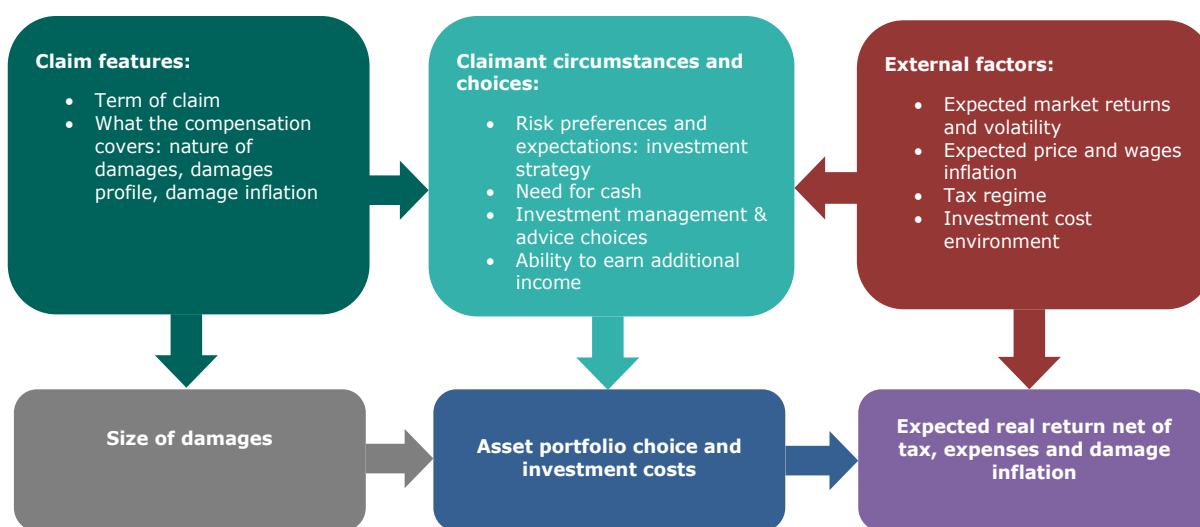 Claim features:
• Term of claim
• What the compensation
covers: nature of
damages, damages
profile, damage inflation
Claimant circumstances and
choices:
• Risk preferences and
expectations: investment
strategy
• Need for cash
• Investment management &
advice choices
• Ability to earn additional
income
External factors:
• Expected market returns
and volatility
• Expected price and wages
inflation
• Tax regime
• Investment cost
environment
Size of damages
Asset portfolio choice and
investment costs
Expected real return net of
tax, expenses and damage
inflation